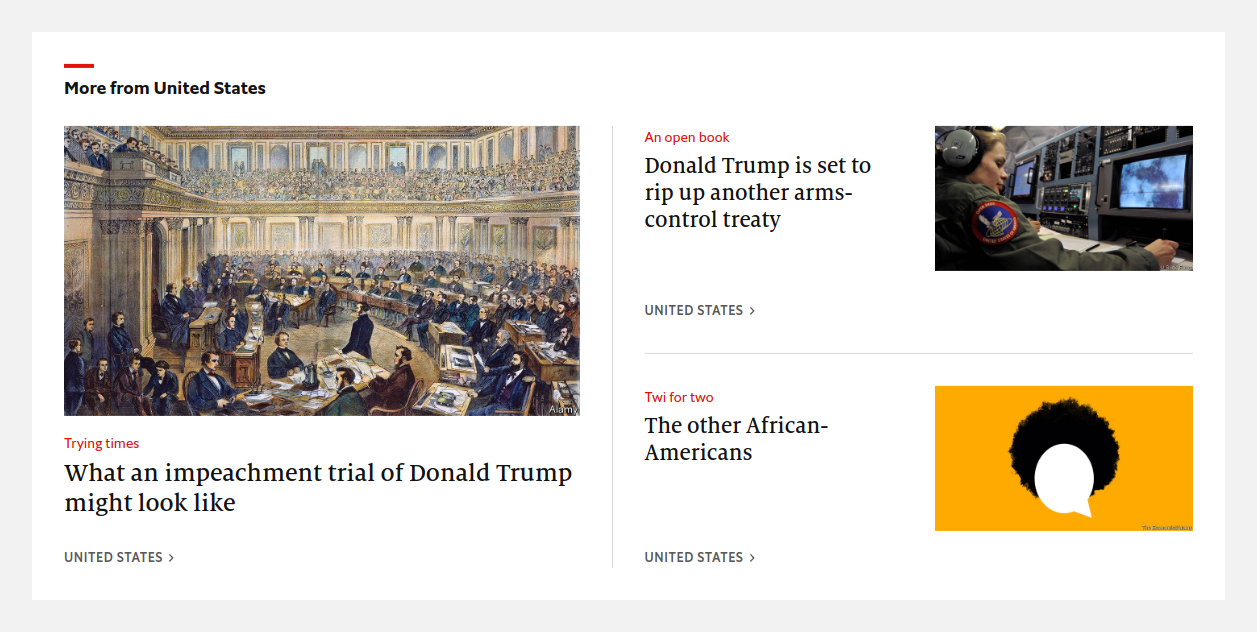 More from United States
Alamy
Trying times
What an impeachment trial of Donald Trump
might look like
UNITED STATES >
An open book
Donald Trump is set to
rip up another arms-
control treaty
UNITED STATES >
Twi for two
The other African-
Americans
UNITED STATES >